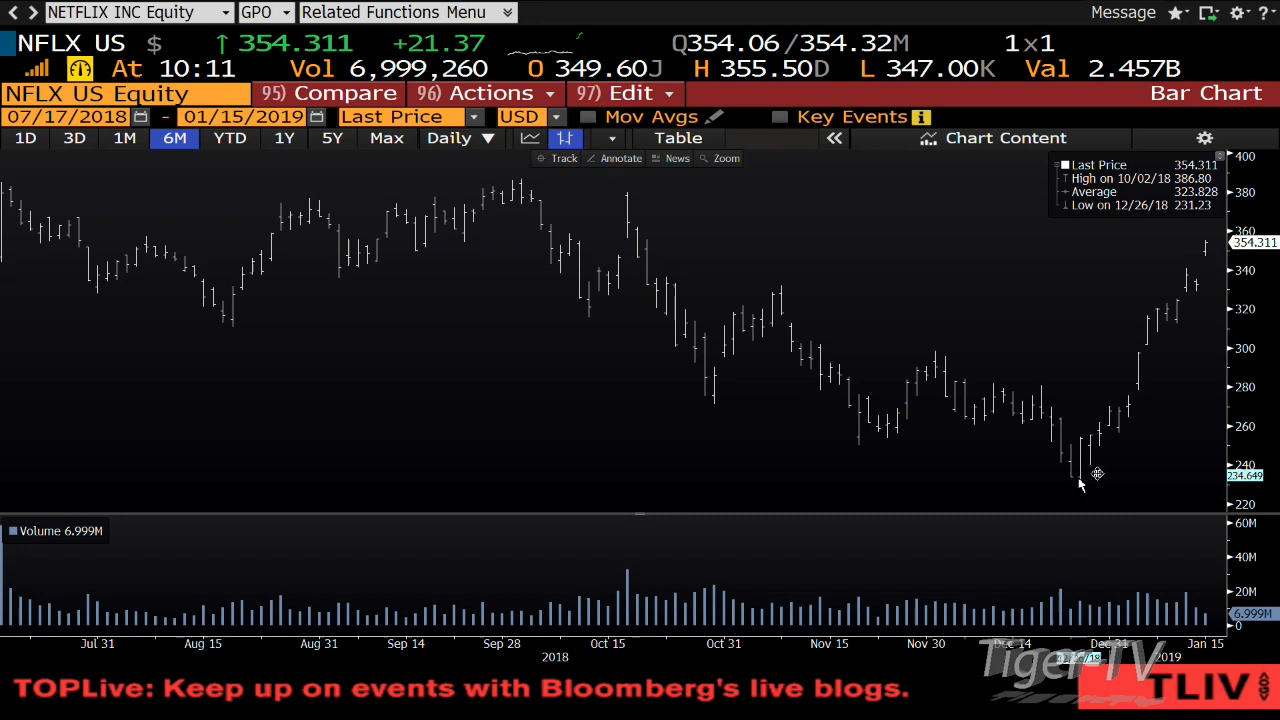 NETFLIX INC Equity GPO Related Functions Menu Message ?
NFLX US $ ↑ 354.311 +21.37 Q354.06/354.32M 1x1
At 10:11 Vol 6,999,260 O 349.60J H 355.50D L 347.00K Val 2.457B
NFLX US Equity 95) Compare 96) Actions 97) Edit Bar Chart
07/17/2018 - 01/15/2019 Last Price USD Mov Avgs Key Events i
1D 3D 1M 6M YTD 1Y 5Y Max Daily ▼ Table « Chart Content
Track Annotate News Zoom
Last Price 354.311
High on 10/02/18 386.80
Average 323.828
Low on 12/26/18 231.23
400
380
360
354.311
340
320
300
280
260
240
234.649
220
Volume 6.999M
60M
40M
20M
6.999M
0
Jul 31 Aug 15 Aug 31 Sep 14 Sep 28 Oct 15 Oct 31 Nov 15 Nov 30 Dec 14 Dec 31 Jan 15
2018 2019
Tiger-TV
TOPLive: Keep up on events with Bloomberg's live blogs.
TLIV